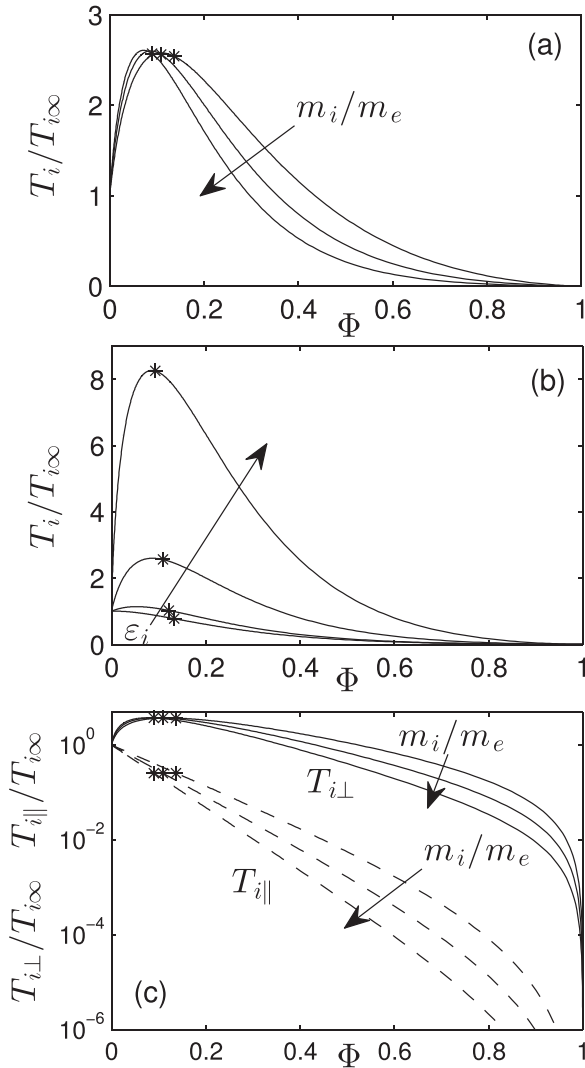 (a)
T_i/T_{i∞}
3
2
1
0
m_i/m_e
0 0.2 0.4 0.6 0.8 1
Φ
(b)
T_i/T_{i∞}
8
6
4
2
0
ε_i
0 0.2 0.4 0.6 0.8 1
Φ
T_{i⊥}/T_{i∞} T_{i∥}/T_{i∞}
10^0
10^{-2}
10^{-4}
10^{-6}
m_i/m_e
T_{i⊥}
m_i/m_e
T_{i∥}
(c)
0 0.2 0.4 0.6 0.8 1
Φ